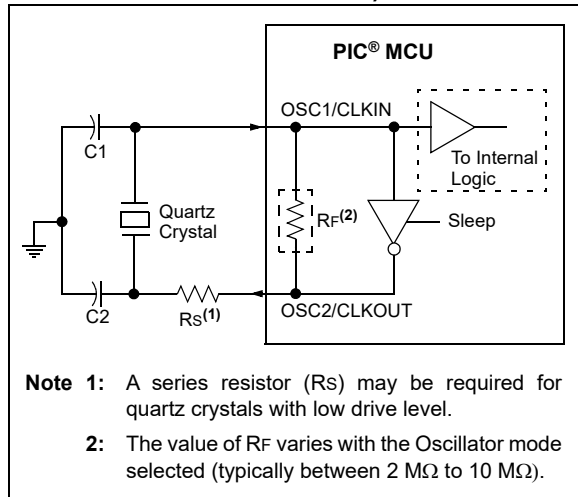 PIC® MCU
OSC1/CLKIN
C1
To Internal
Logic
Quartz
Crystal
RF(2)
Sleep
C2
RS(1)
OSC2/CLKOUT
Note 1: A series resistor (RS) may be required for
quartz crystals with low drive level.
2: The value of RF varies with the Oscillator mode
selected (typically between 2 MΩ to 10 MΩ).